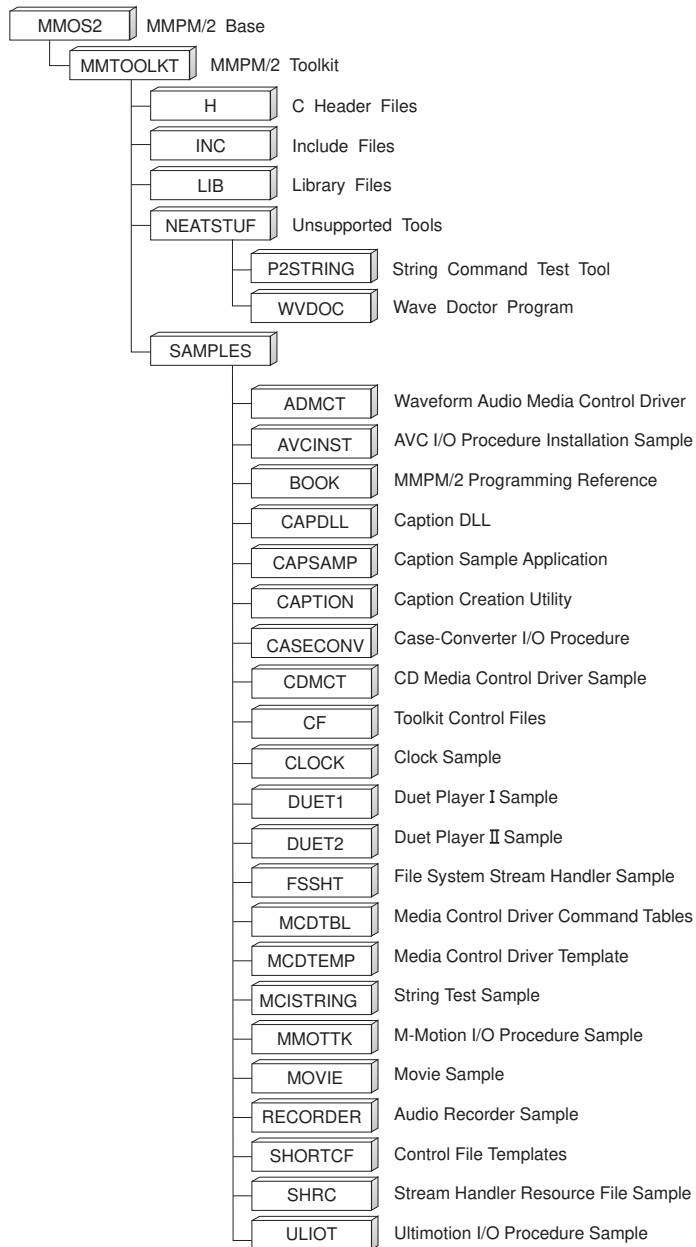 MMOS2 MMPM/2 Base
MMTOOLKT MMPM/2 Toolkit
H C Header Files
INC Include Files
LIB Library Files
NEATSTUF Unsupported Tools
P2STRING String Command Test Tool
WVDOC Wave Doctor Program
SAMPLES
ADMCT Waveform Audio Media Control Driver
AVCINST AVC I/O Procedure Installation Sample
BOOK MMPM/2 Programming Reference
CAPDLL Caption DLL
CAPSAMP Caption Sample Application
CAPTION Caption Creation Utility
CASECONV Case-Converter I/O Procedure
CDMCT CD Media Control Driver Sample
CF Toolkit Control Files
CLOCK Clock Sample
DUET1 Duet Player I Sample
DUET2 Duet Player II Sample
FSSHT File System Stream Handler Sample
MCDTBL Media Control Driver Command Tables
MCDTEMP Media Control Driver Template
MCISTRING String Test Sample
MMOTTK M-Motion I/O Procedure Sample
MOVIE Movie Sample
RECORDER Audio Recorder Sample
SHORTCF Control File Templates
SHRC Stream Handler Resource File Sample
ULIOT Ultimotion I/O Procedure Sample